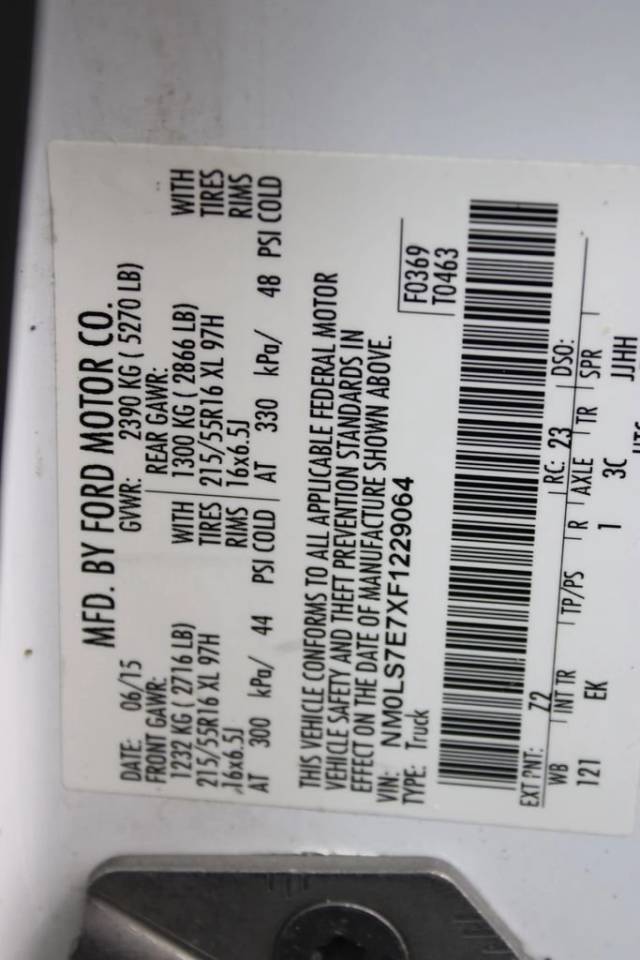 MFD. BY FORD MOTOR CO.
DATE: 06/15 GVWR: 2390 KG ( 5270 LB)
FRONT GAWR: REAR GAWR:
1232 KG ( 2716 LB) WITH 1300 KG ( 2866 LB) WITH
215/55R16 XL 97H TIRES 215/55R16 XL 97H TIRES
16x6.5J RIMS 16x6.5J RIMS
AT 300 kPa/ 44 PSI COLD AT 330 kPa/ 48 PSI COLD
THIS VEHICLE CONFORMS TO ALL APPLICABLE FEDERAL MOTOR
VEHICLE SAFETY AND THEFT PREVENTION STANDARDS IN
EFFECT ON THE DATE OF MANUFACTURE SHOWN ABOVE.
VIN: NM0LS7E7XF1229064 F0369
TYPE: Truck T0463
EXT PNT: Z2 RC: 23 DSO:
WB INT TR TP/PS R AXLE TR SPR
121 EK 1 3C JJHH